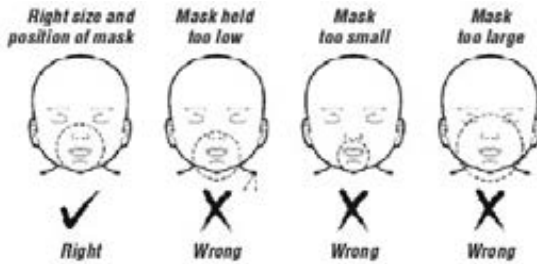 Right size and
position of mask
Mask held
too low
Mask
too small
Mask
too large
Right
Wrong
Wrong
Wrong